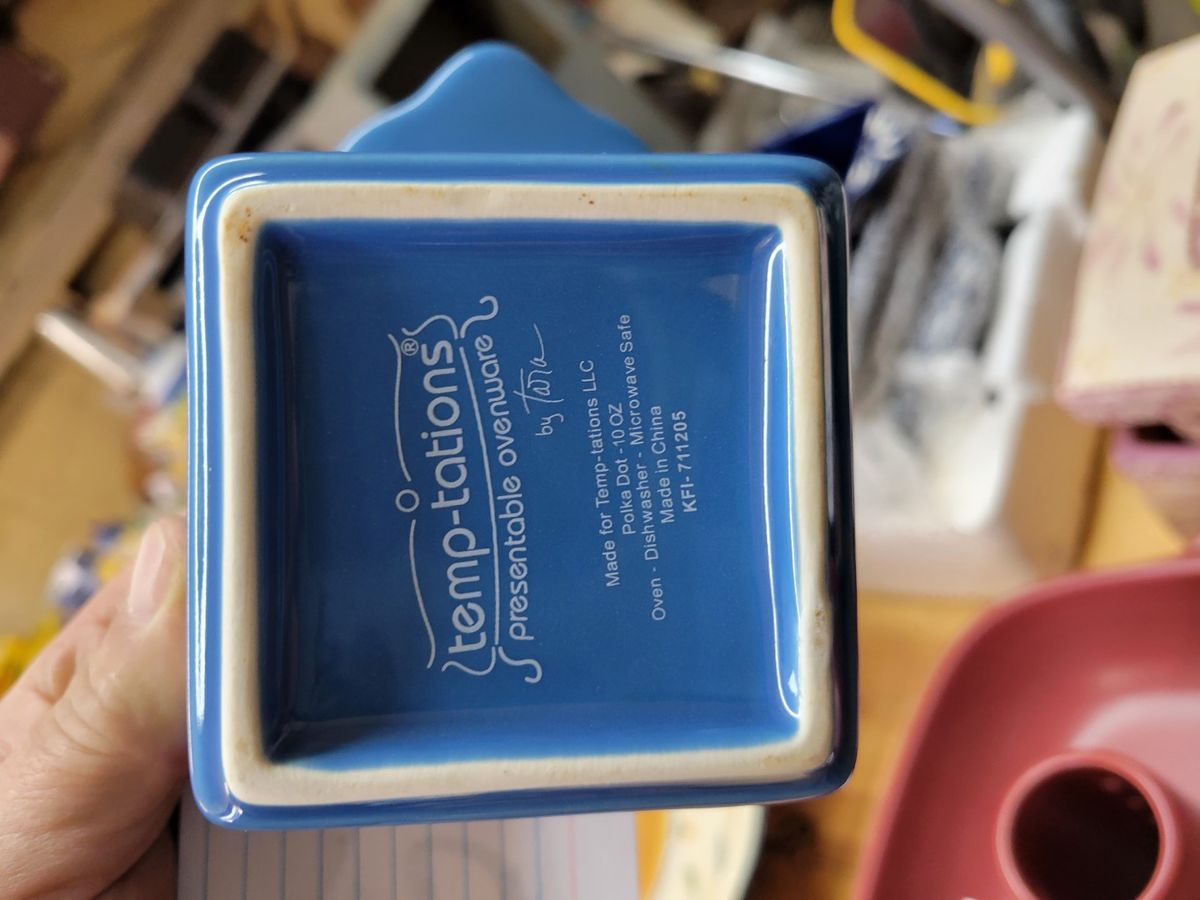 temp-tations®
presentable ovenware
by Tara
Made for Temp-tations LLC
Polka Dot -10 OZ
Oven - Dishwasher - Microwave Safe
Made in China
KFI-711205